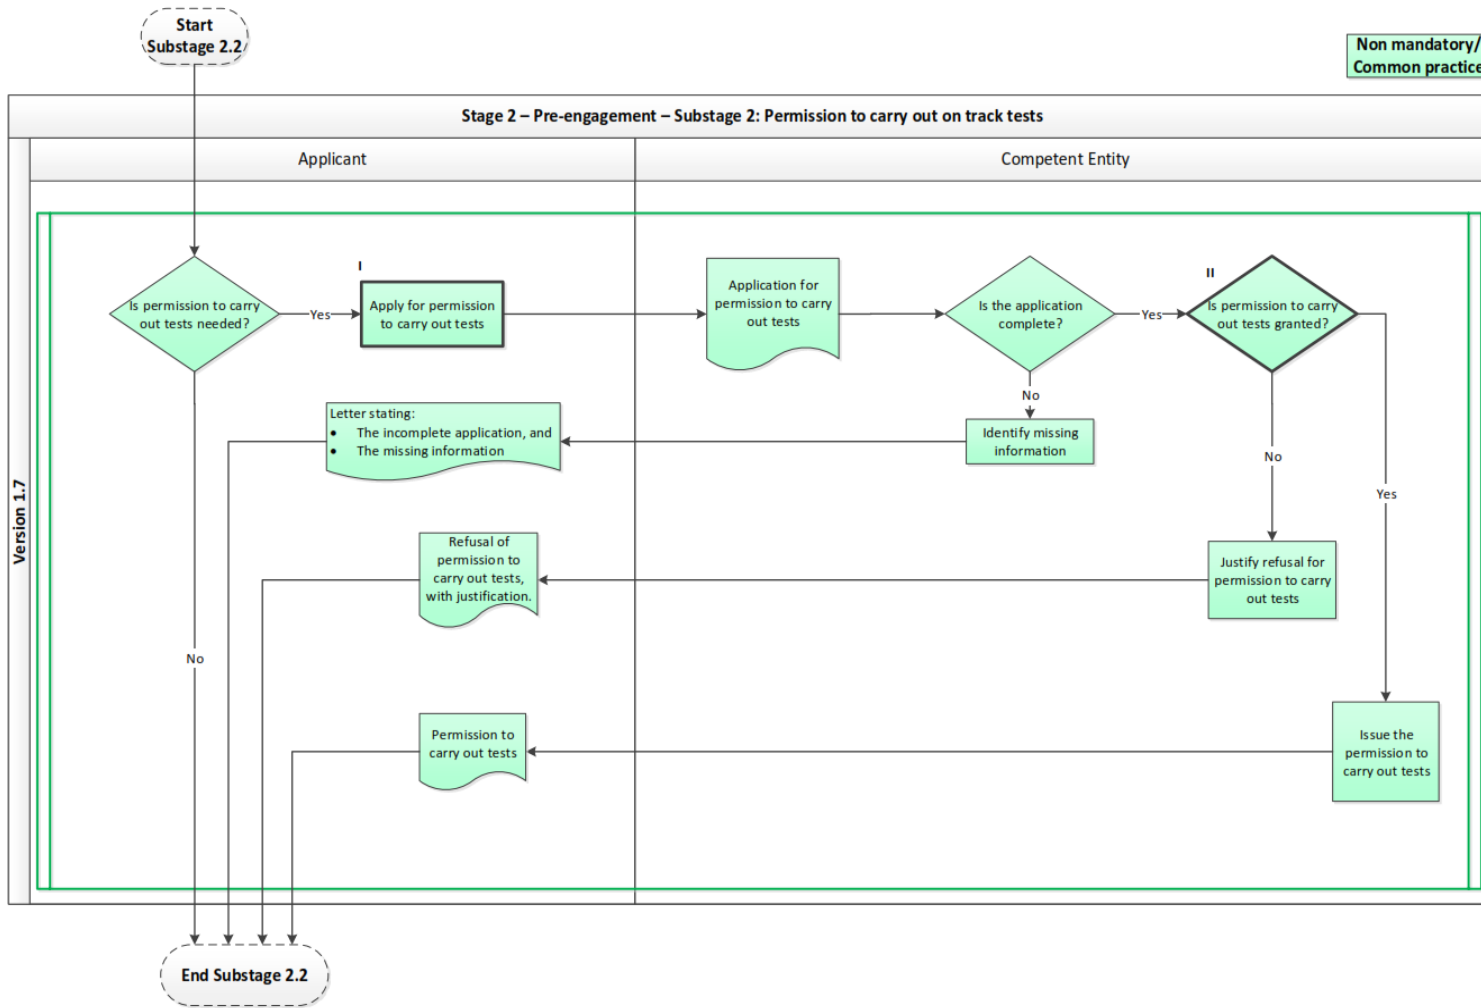 Start
Substage 2.2
Non mandatory/
Common practice
Stage 2 – Pre-engagement – Substage 2: Permission to carry out on track tests
Applicant
Competent Entity
Version 1.7
Is permission to carry
out tests needed?
Yes
I
Apply for permission
to carry out tests
Application for
permission to carry
out tests
Is the application
complete?
Yes
II
Is permission to carry
out tests granted?
No
Letter stating:
• The incomplete application, and
• The missing information
Identify missing
information
No
Yes
Refusal of
permission to
carry out tests,
with justification.
Justify refusal for
permission to carry
out tests
No
Permission to
carry out tests
Issue the
permission to
carry out tests
End Substage 2.2